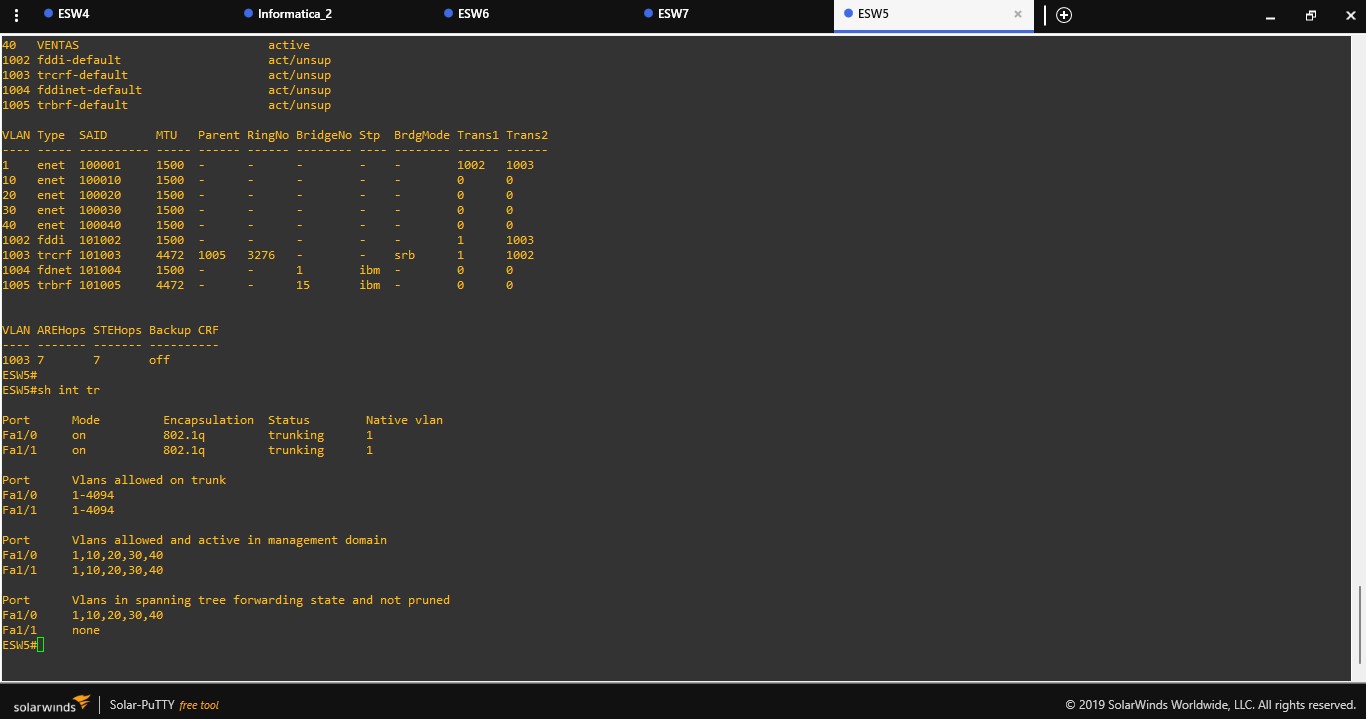 ESW4 Informatica_2 ESW6 ESW7 ESW5
40   VENTAS                           active
1002 fddi-default                     act/unsup
1003 trcrf-default                    act/unsup
1004 fddinet-default                  act/unsup
1005 trbrf-default                    act/unsup
VLAN Type  SAID       MTU   Parent RingNo BridgeNo Stp  BrdgMode Trans1 Trans2
---- ----- ---------- ----- ------ ------ -------- ---- -------- ------ ------
1    enet  100001     1500  -      -      -        -    -        1002   1003
10   enet  100010     1500  -      -      -        -    -        0      0
20   enet  100020     1500  -      -      -        -    -        0      0
30   enet  100030     1500  -      -      -        -    -        0      0
40   enet  100040     1500  -      -      -        -    -        0      0
1002 fddi  101002     1500  -      -      -        -    -        1      1003
1003 trcrf 101003     4472  1005   3276   -        -    srb      1      1002
1004 fdnet 101004     1500  -      -      1        ibm  -        0      0
1005 trbrf 101005     4472  -      -      15       ibm  -        0      0
VLAN AREHops STEHops Backup CRF
---- ------- ------- ----------
1003 7       7       off
ESW5#
ESW5#sh int tr
Port      Mode         Encapsulation  Status        Native vlan
Fa1/0     on           802.1q         trunking      1
Fa1/1     on           802.1q         trunking      1
Port      Vlans allowed on trunk
Fa1/0     1-4094
Fa1/1     1-4094
Port      Vlans allowed and active in management domain
Fa1/0     1,10,20,30,40
Fa1/1     1,10,20,30,40
Port      Vlans in spanning tree forwarding state and not pruned
Fa1/0     1,10,20,30,40
Fa1/1     none
ESW5#
solarwinds Solar-PuTTY free tool © 2019 SolarWinds Worldwide, LLC. All rights reserved.